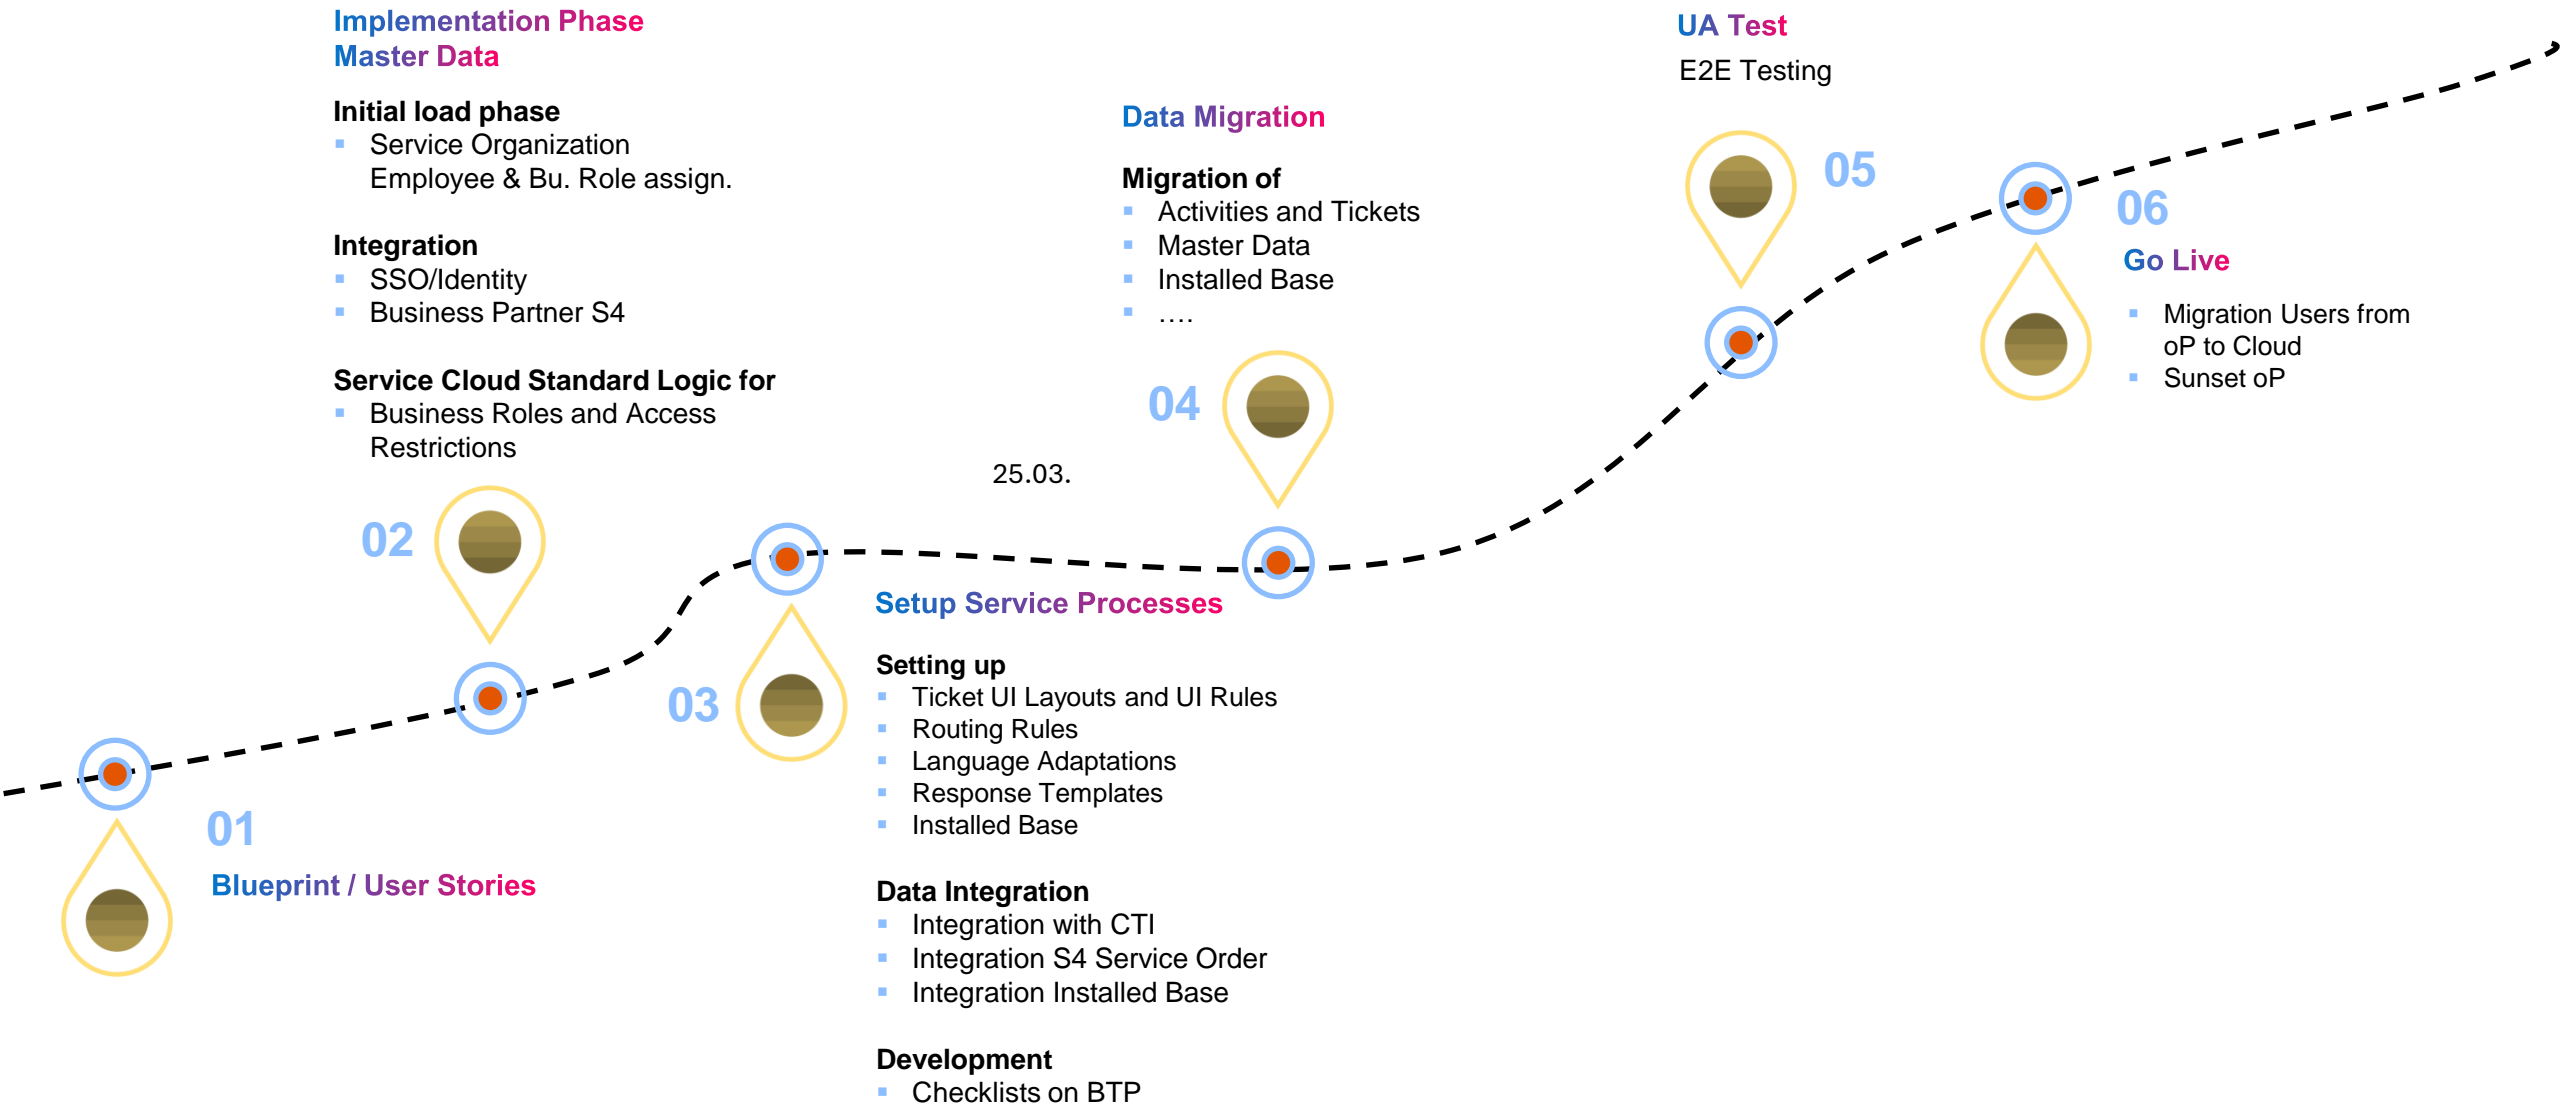 01
Blueprint / User Stories
Implementation Phase
Master Data
Initial load phase
▪ Service Organization
Employee & Bu. Role assign.
Integration
▪ SSO/Identity
▪ Business Partner S4
Service Cloud Standard Logic for
▪ Business Roles and Access
Restrictions
02
03
Setup Service Processes
Setting up
▪ Ticket UI Layouts and UI Rules
▪ Routing Rules
▪ Language Adaptations
▪ Response Templates
▪ Installed Base
Data Integration
▪ Integration with CTI
▪ Integration S4 Service Order
▪ Integration Installed Base
Development
▪ Checklists on BTP
25.03.
Data Migration
Migration of
▪ Activities and Tickets
▪ Master Data
▪ Installed Base
▪ ....
04
UA Test
E2E Testing
05
06
Go Live
▪ Migration Users from
oP to Cloud
▪ Sunset oP